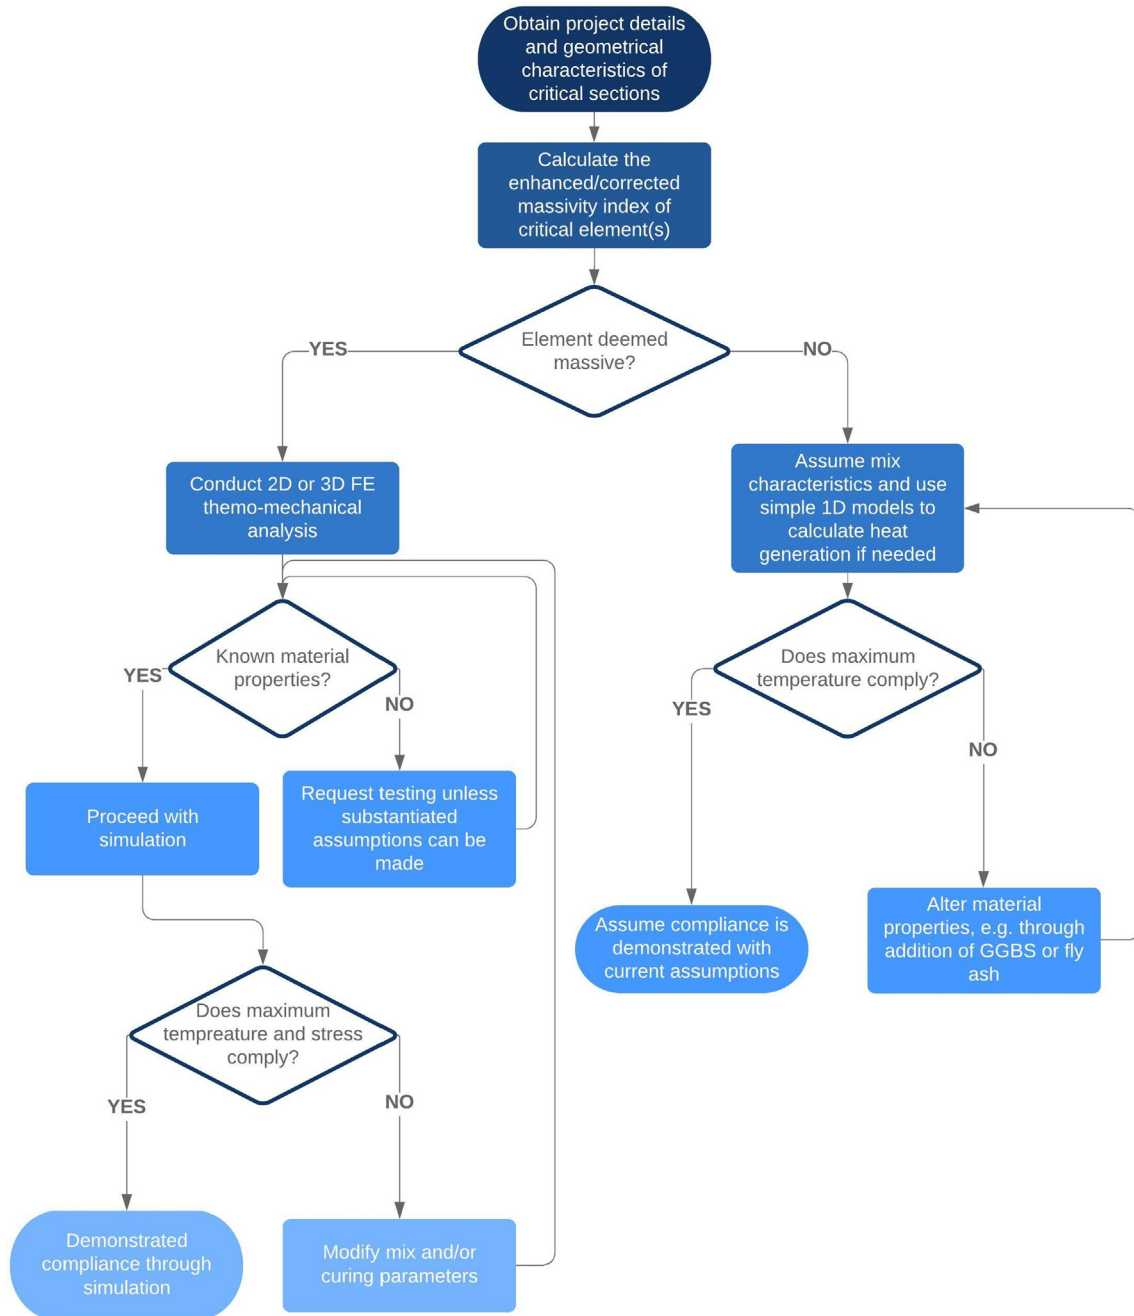 Obtain project details
and geometrical
characteristics of
critical sections
Calculate the
enhanced/corrected
massivity index of
critical element(s)
Element deemed
massive?
YES
NO
Conduct 2D or 3D FE
themo-mechanical
analysis
Assume mix
characteristics and use
simple 1D models to
calculate heat
generation if needed
Known material
properties?
YES
NO
Does maximum
temperature comply?
YES
NO
Proceed with
simulation
Request testing unless
substantiated
assumptions can be
made
Assume compliance is
demonstrated with
current assumptions
Alter material
properties, e.g. through
addition of GGBS or fly
ash
Does maximum
tempreature and stress
comply?
YES
NO
Demonstrated
compliance through
simulation
Modify mix and/or
curing parameters